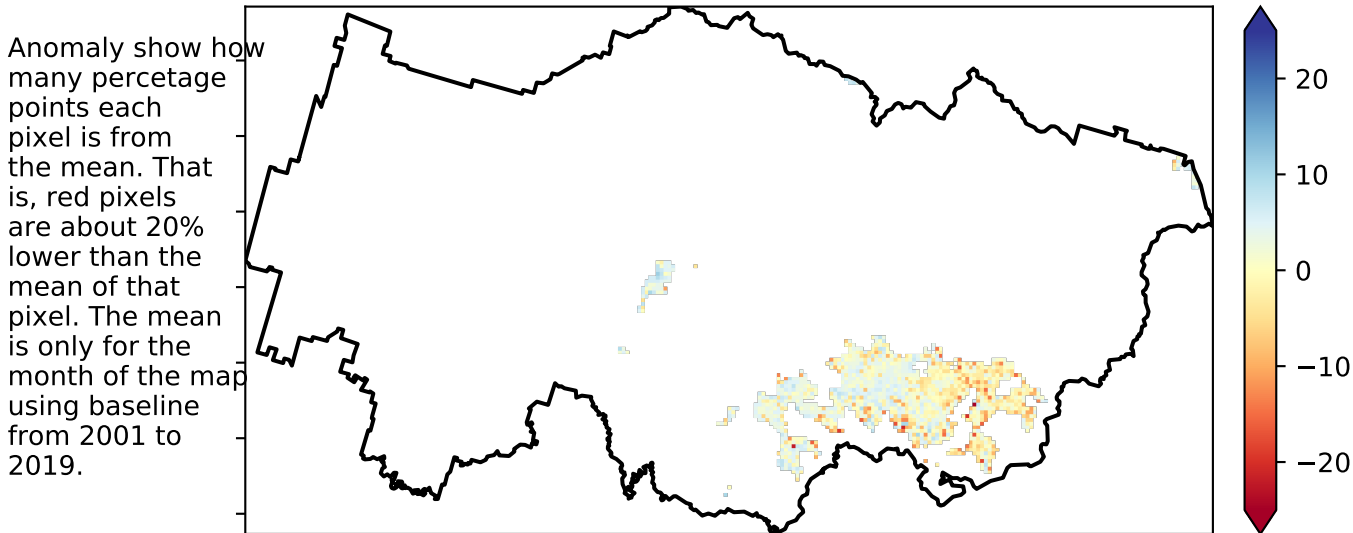 Anomaly show how
many percetage
points each
pixel is from
the mean. That
is, red pixels
are about 20%
lower than the
mean of that
pixel. The mean
is only for the
month of the map
using baseline
from 2001 to
2019.
20
10
0
−10
−20